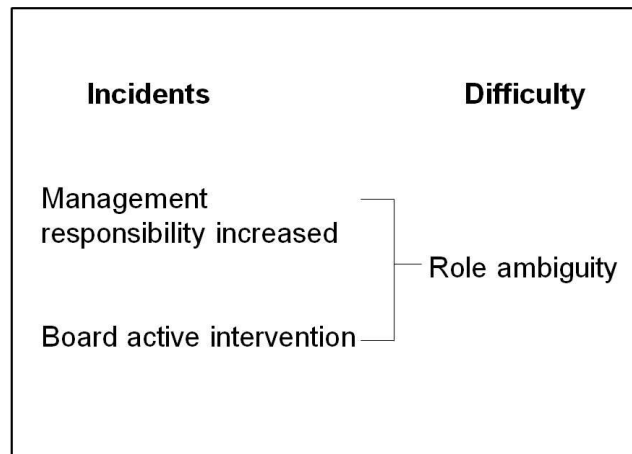 Incidents
Difficulty
Management
responsibility increased
Role ambiguity
Board active intervention